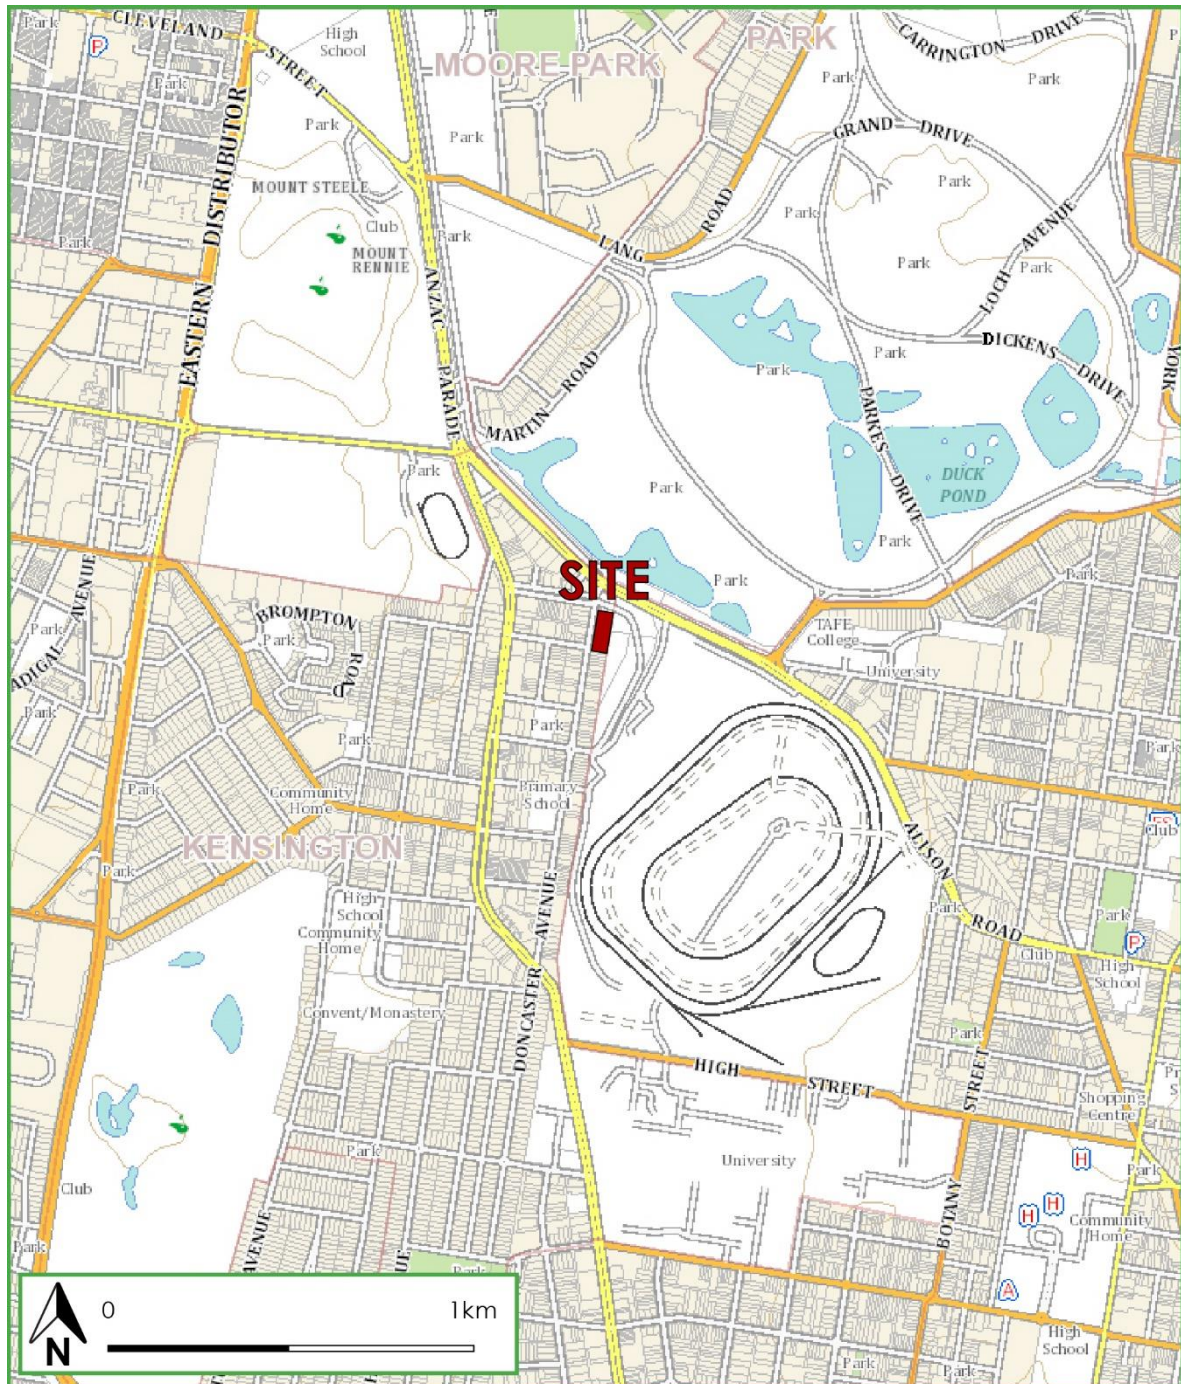 CLEVELAND STREET
Park
P
Park
High
School
Park
MOORE PARK
Park
PARK
Park
CARRINGTON DRIVE
Park
GRAND DRIVE
Park
MOUNT STEELE
Club
MOUNT
RENNIE
Park
Park
EASTERN DISTRIBUTOR
ANZAC PARADE
LANG
ROAD
Park
Park
LOCH AVENUE
Park
DICKENS DRIVE
YORK
Park
Park
MARTIN ROAD
PARKES DRIVE
Park
DUCK
POND
Park
Park
Park
SITE
Park
Park
ADIGAL AVENUE
Park
Park
BROMPTON ROAD
Park
TAFE
College
University
Park
Park
Park
Park
Community
Home
Primary
School
KENSINGTON
Park
Club
ALISON ROAD
Park
Park
P
Club
High
School
High
School
Community
Home
Convent/Monastery
DONCASTER AVENUE
Park
HIGH STREET
STREET
Shopping
Centre
Park
University
H
H
H
Park
Community
Home
BOTANY
Club
Park
AVENUE
UE
Park
A
High
School
Park
Park
0 1km
N